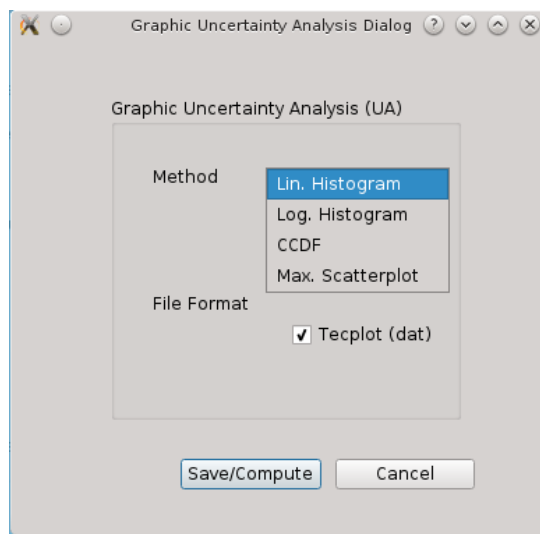 Graphic Uncertainty Analysis Dialog
Graphic Uncertainty Analysis (UA)
Method
Lin. Histogram
Log. Histogram
CCDF
Max. Scatterplot
File Format
Tecplot (dat)
Save/Compute Cancel